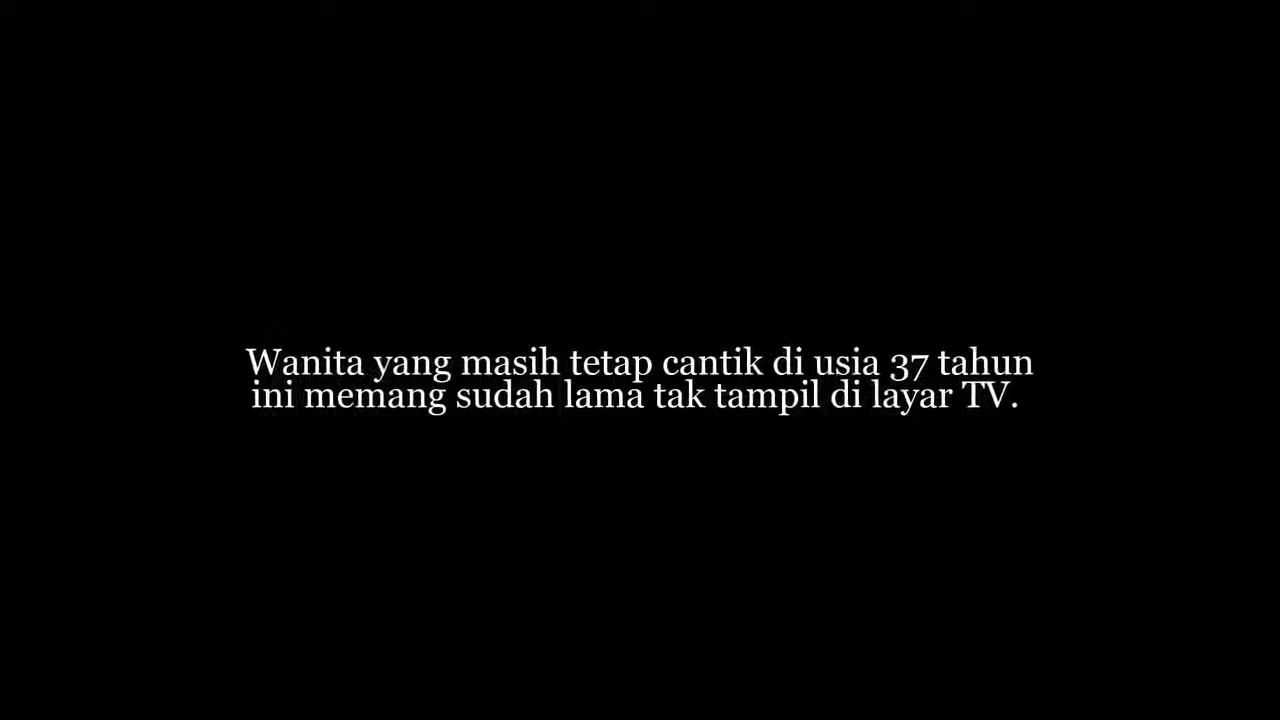 Wanita yang masih tetap cantik di usia 37 tahun
ini memang sudah lama tak tampil di layar TV.